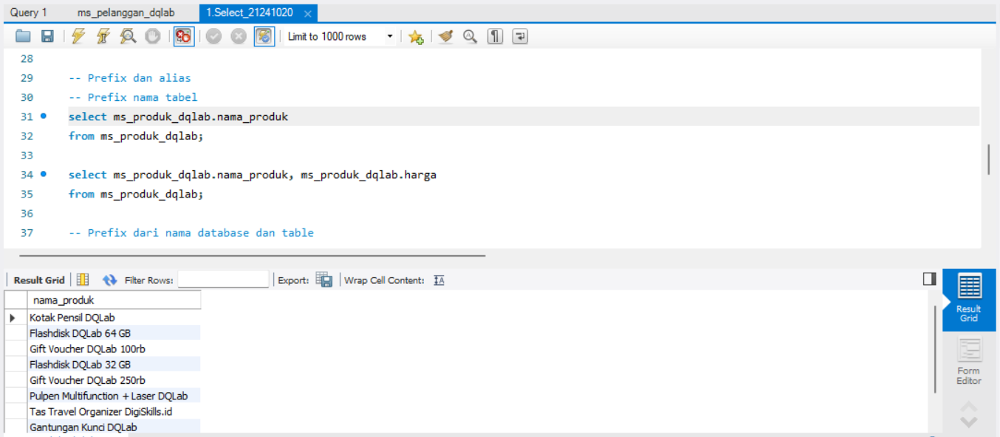 Query 1 ms_pelanggan_dqlab 1.Select_21241020
Limit to 1000 rows
28
29 -- Prefix dan alias
30 -- Prefix nama tabel
31 select ms_produk_dqlab.nama_produk
32 from ms_produk_dqlab;
33
34 select ms_produk_dqlab.nama_produk, ms_produk_dqlab.harga
35 from ms_produk_dqlab;
36
37 -- Prefix dari nama database dan table
Result Grid Filter Rows: Export: Wrap Cell Content:
nama_produk
Kotak Pensil DQLab
Flashdisk DQLab 64 GB
Gift Voucher DQLab 100rb
Flashdisk DQLab 32 GB
Gift Voucher DQLab 250rb
Pulpen Multifunction + Laser DQLab
Tas Travel Organizer DigiSkills.id
Gantungan Kunci DQLab
Result
Grid
Form
Editor